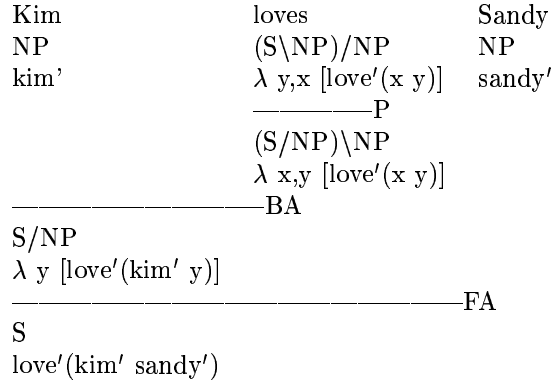 Kim loves Sandy
NP (S\NP)/NP NP
kim' λ y,x [love′(x y)] sandy′
—————P
(S/NP)\NP
λ x,y [love′(x y)]
——————————BA
S/NP
λ y [love′(kim′ y)]
——————————————————FA
S
love′(kim′ sandy′)